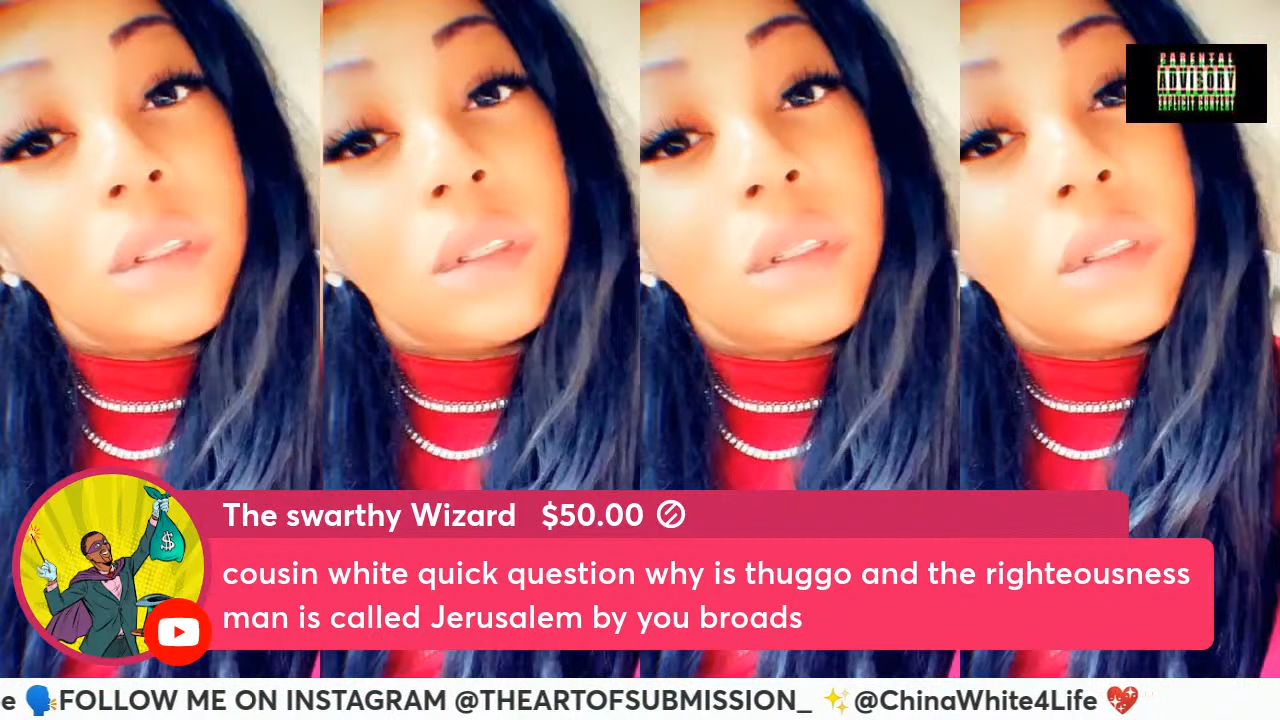 PARENTAL
ADVISORY
EXPLICIT CONTENT
The swarthy Wizard $50.00
$
cousin white quick question why is thuggo and the righteousness
man is called Jerusalem by you broads
e 🗣️FOLLOW ME ON INSTAGRAM @THEARTOFSUBMISSION_ ✨@ChinaWhite4Life 💖